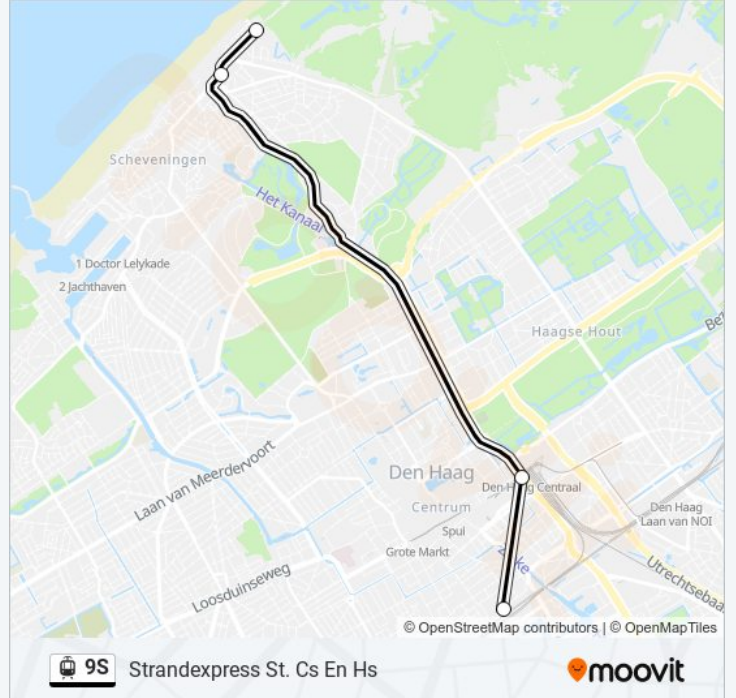 Scheveningen
Het Kanaal
1 Doctor Lelykade
2 Jachthaven
Haagse Hout
Laan van Meerdervoort
Den Haag
Den Haag Centraal
Centrum
Den Haag
Laan van NOI
Spui
Grote Markt
Loosduinseweg
© OpenStreetMap contributors | © OpenMapTiles
9S Strandexpress St. Cs En Hs
moovit